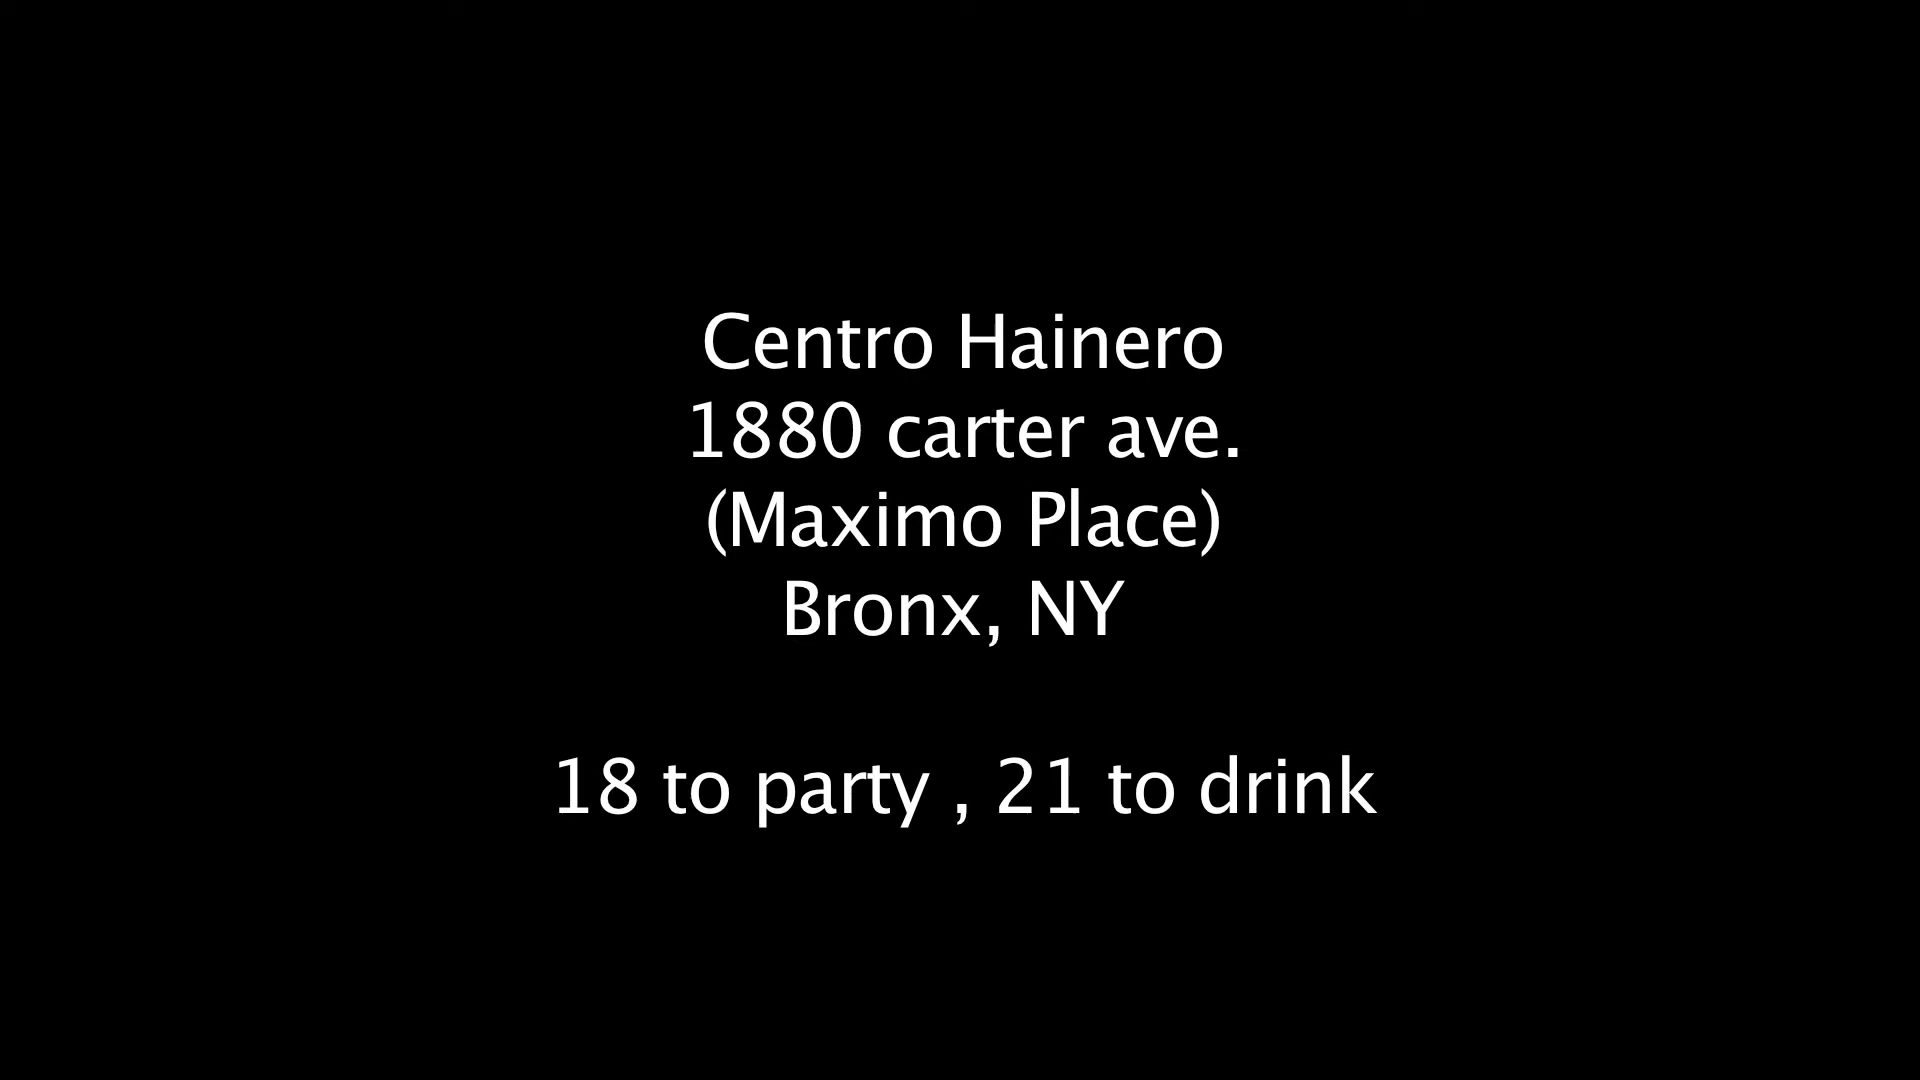 Centro Hainero
1880 carter ave.
(Maximo Place)
Bronx, NY
18 to party , 21 to drink